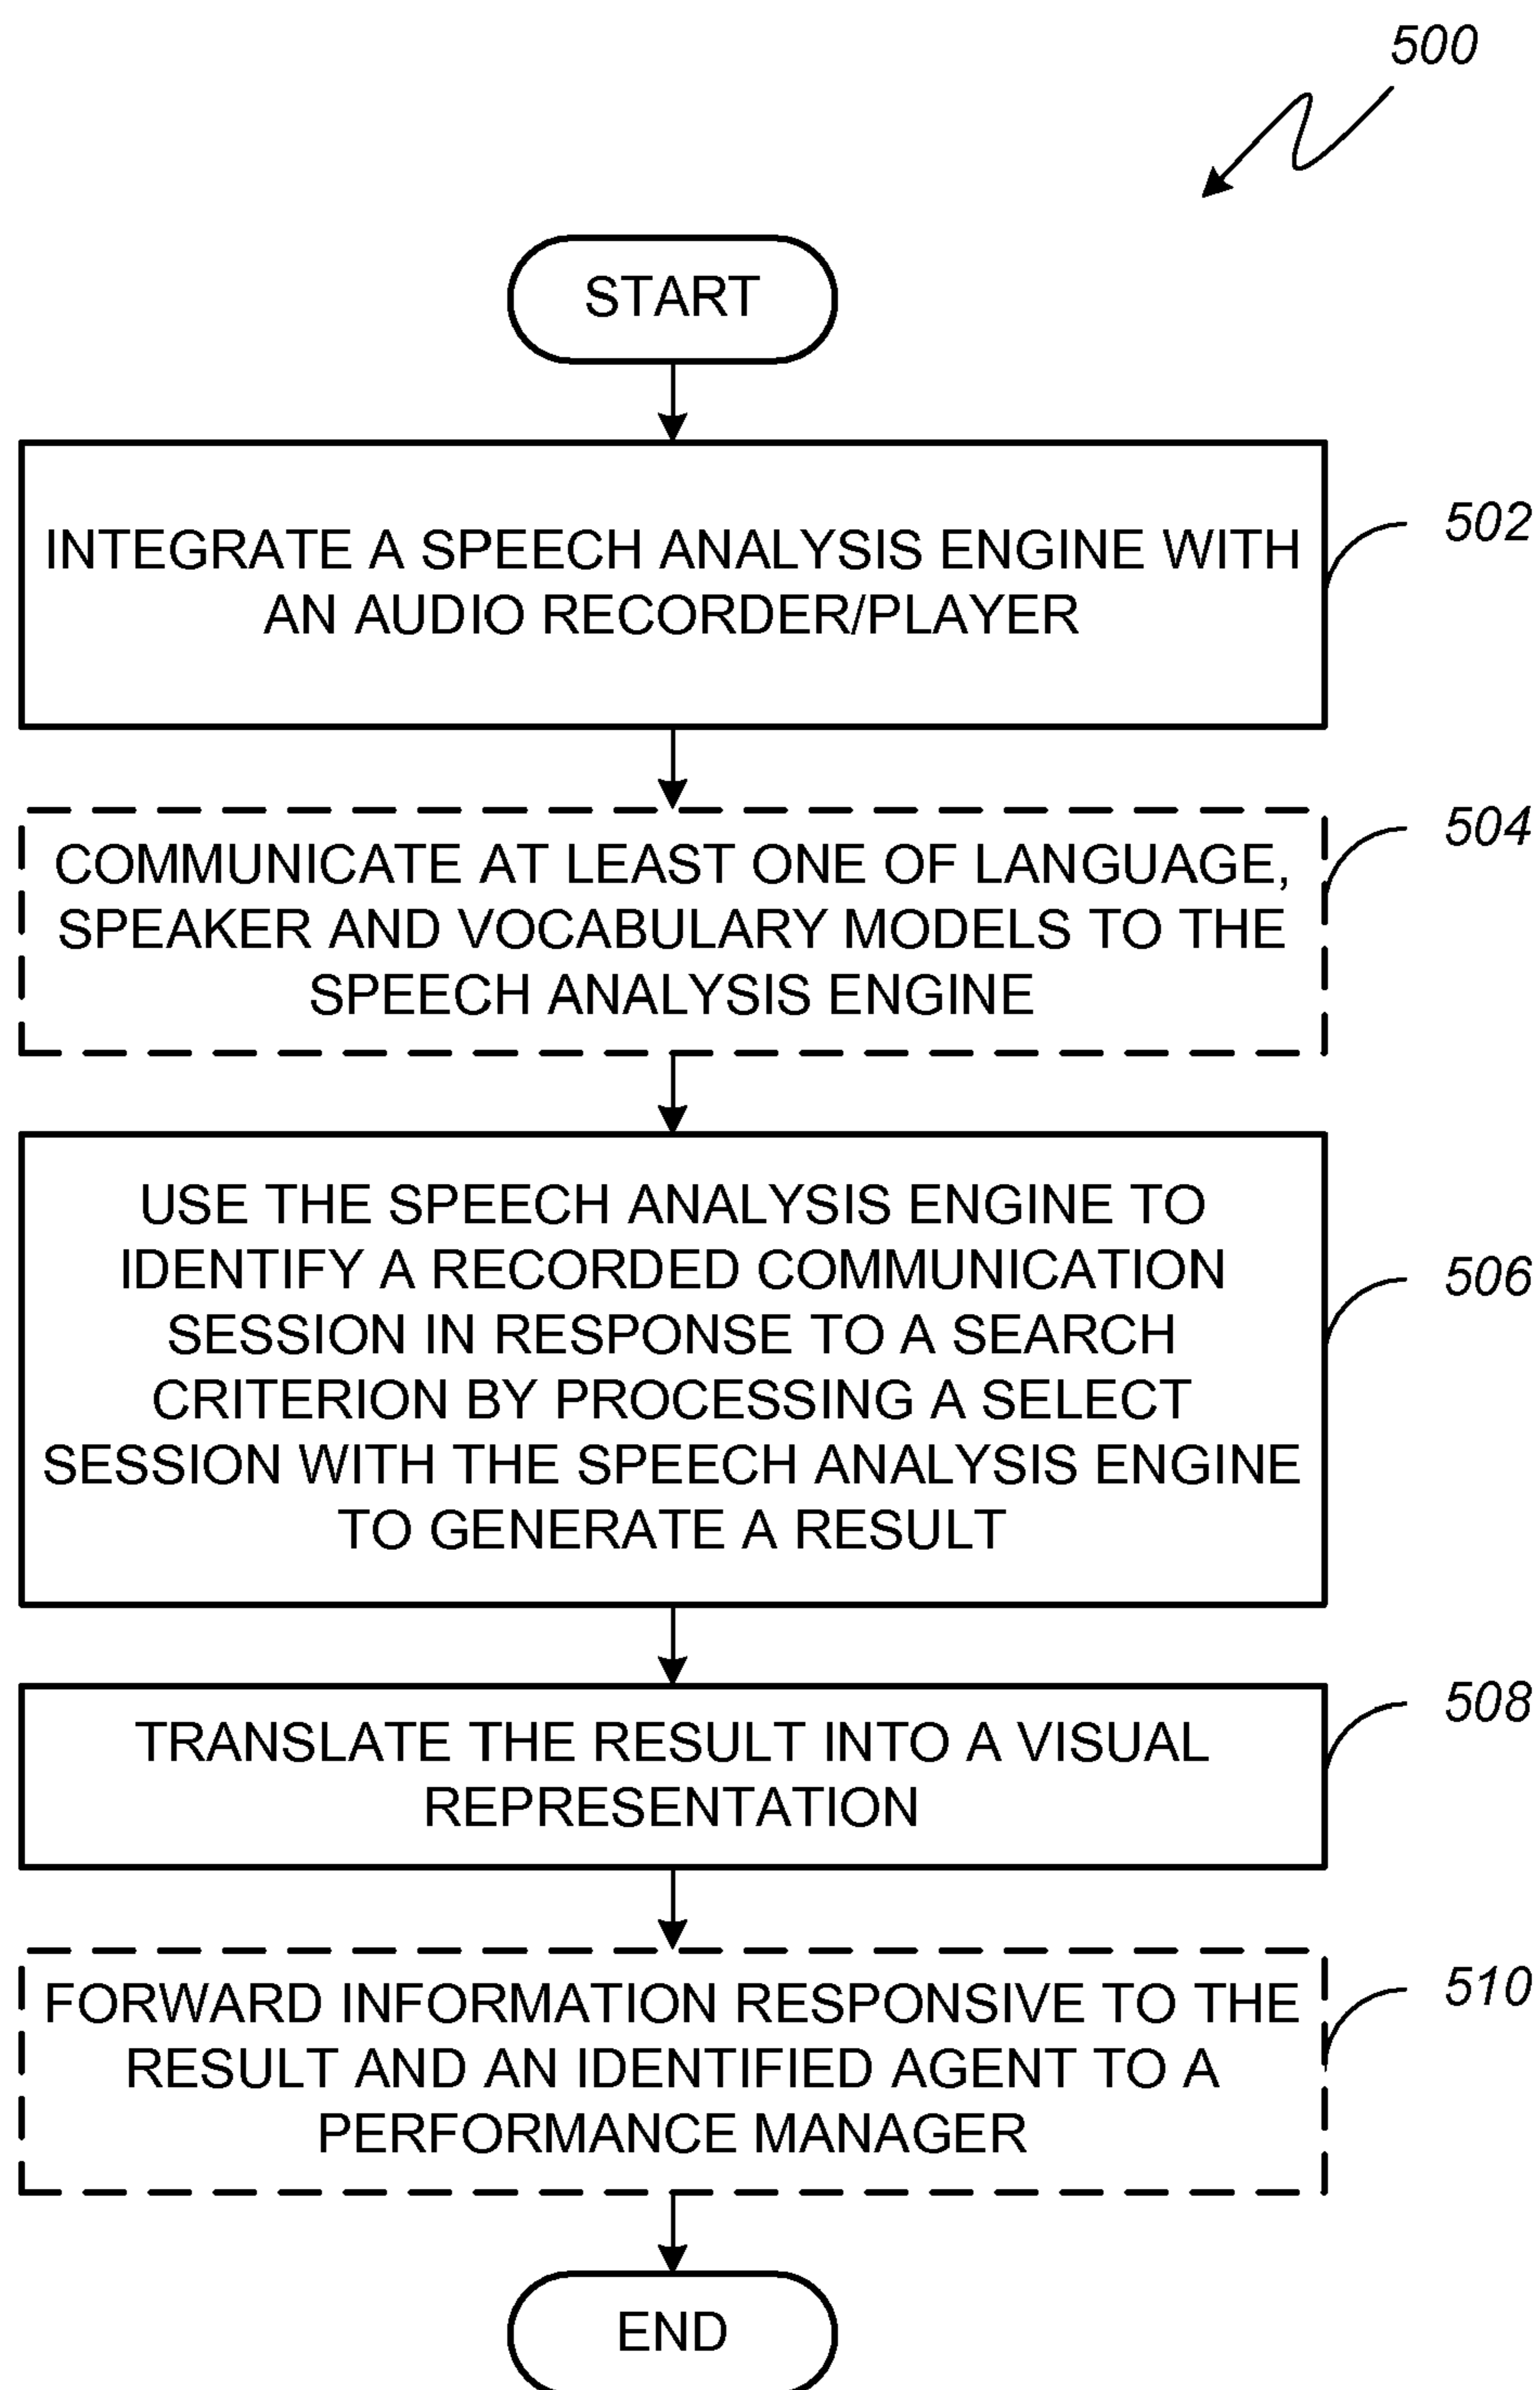 500
START
INTEGRATE A SPEECH ANALYSIS ENGINE WITH
AN AUDIO RECORDER/PLAYER
502
COMMUNICATE AT LEAST ONE OF LANGUAGE,
SPEAKER AND VOCABULARY MODELS TO THE
SPEECH ANALYSIS ENGINE
504
USE THE SPEECH ANALYSIS ENGINE TO
IDENTIFY A RECORDED COMMUNICATION
SESSION IN RESPONSE TO A SEARCH
CRITERION BY PROCESSING A SELECT
SESSION WITH THE SPEECH ANALYSIS ENGINE
TO GENERATE A RESULT
506
TRANSLATE THE RESULT INTO A VISUAL
REPRESENTATION
508
FORWARD INFORMATION RESPONSIVE TO THE
RESULT AND AN IDENTIFIED AGENT TO A
PERFORMANCE MANAGER
510
END